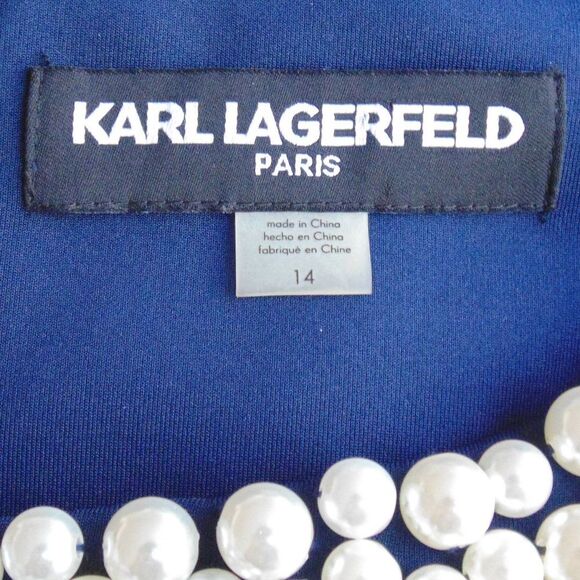 KARL LAGERFELD
PARIS
made in China
hecho en China
fabriqué en Chine
14